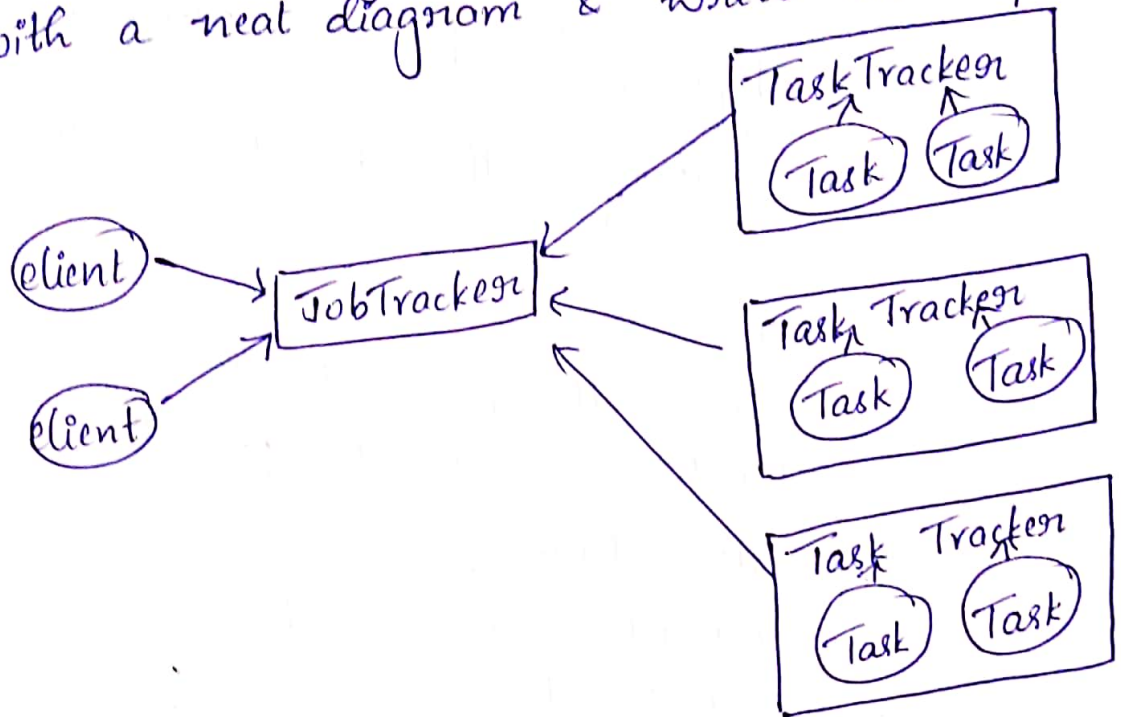 with a neat diagram &
TaskTracker
Task Task
client
JobTracker
client
Task Tracker
Task Task
Task Tracker
Task Task